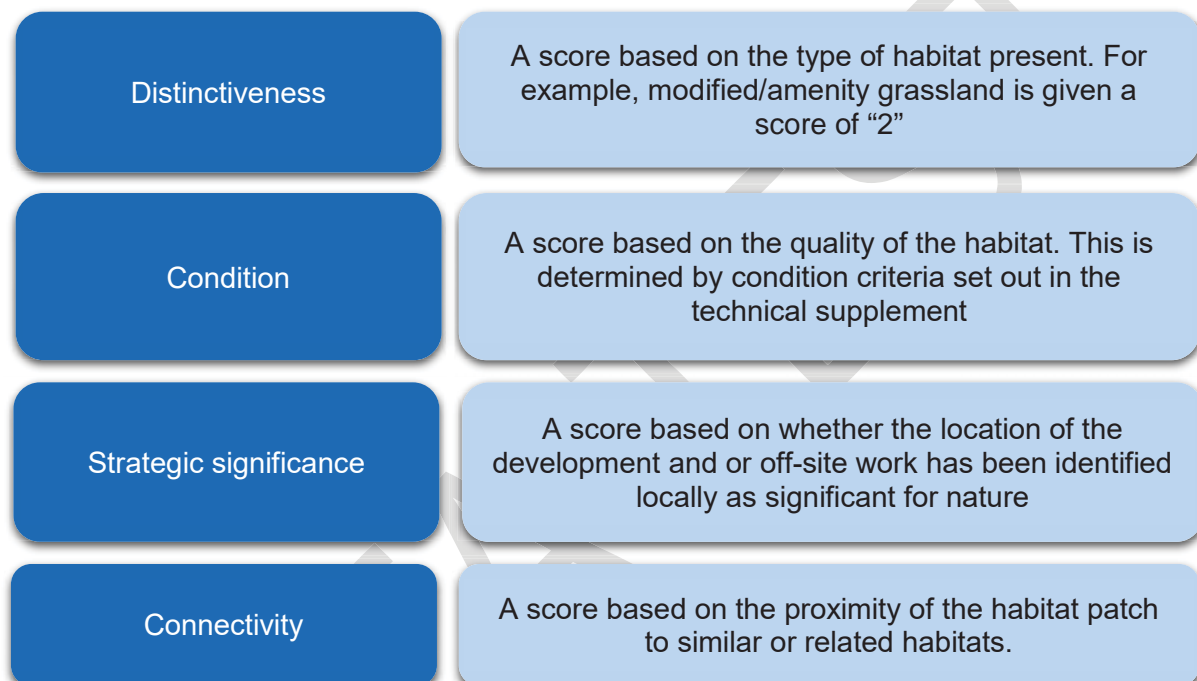 Distinctiveness
A score based on the type of habitat present. For
example, modified/amenity grassland is given a
score of “2”
Condition
A score based on the quality of the habitat. This is
determined by condition criteria set out in the
technical supplement
Strategic significance
A score based on whether the location of the
development and or off-site work has been identified
locally as significant for nature
Connectivity
A score based on the proximity of the habitat patch
to similar or related habitats.